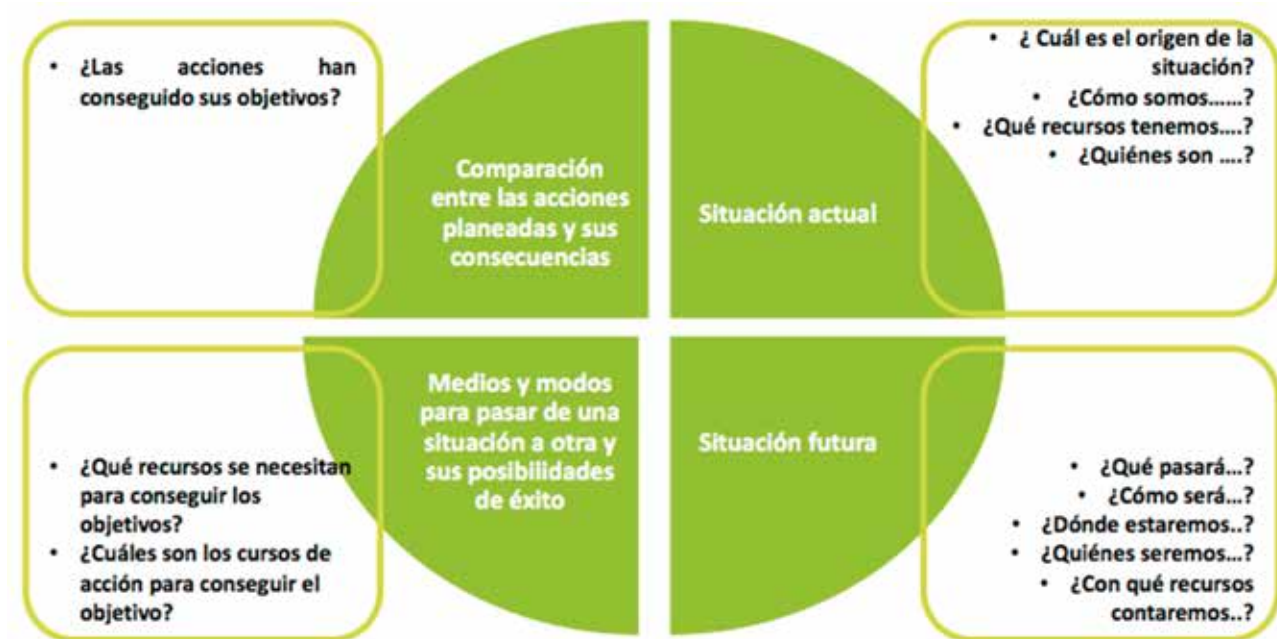 • ¿Las acciones han
conseguido sus objetivos?
Comparación
entre las acciones
planeadas y sus
consecuencias
Situación actual
• ¿ Cuál es el origen de la
situación?
• ¿Cómo somos......?
• ¿Qué recursos tenemos....?
• ¿Quiénes son ....?
• ¿Qué recursos se necesitan
para conseguir los
objetivos?
• ¿Cuáles son los cursos de
acción para conseguir el
objetivo?
Medios y modos
para pasar de una
situación a otra y
sus posibilidades
de éxito
Situación futura
• ¿Qué pasará...?
• ¿Cómo será...?
• ¿Dónde estaremos..?
• ¿Quiénes seremos...?
• ¿Con qué recursos
contaremos..?